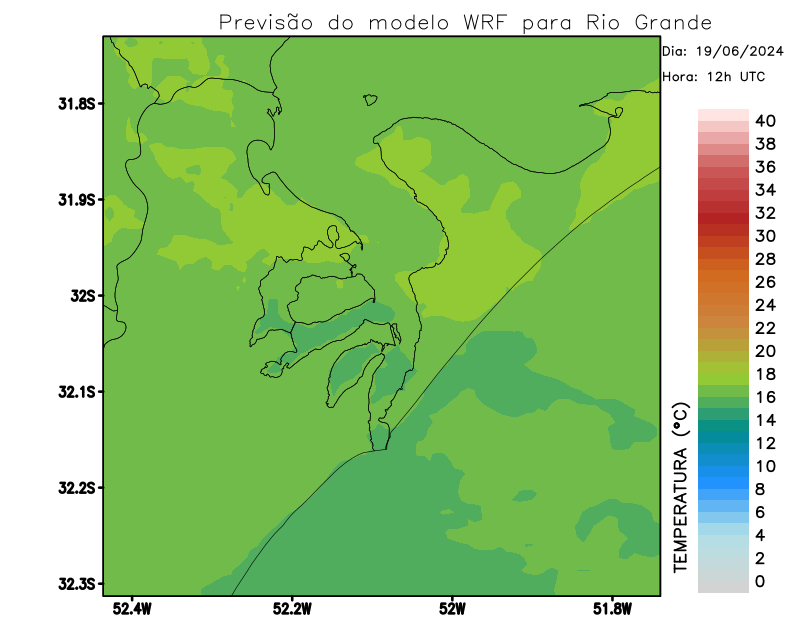 Previsão do modelo WRF para Rio Grande
Dia: 19/06/2024
Hora: 12h UTC
31.8S
31.9S
32S
32.1S
32.2S
32.3S
52.4W
52.2W
52W
51.8W
TEMPERATURA (°C)
40
38
36
34
32
30
28
26
24
22
20
18
16
14
12
10
8
6
4
2
0